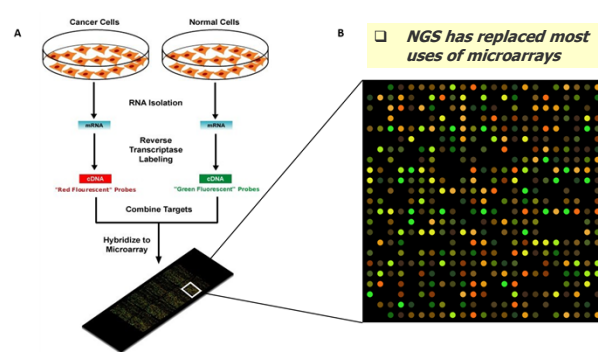 Cancer Cells
Normal Cells
A
RNA Isolation
mRNA
mRNA
Reverse
Transcriptase
Labeling
cDNA
cDNA
"Red Flourescent" Probes
"Green Fluorescent" Probes
Combine Targets
Hybridize to
Microarray
B
NGS has replaced most
uses of microarrays